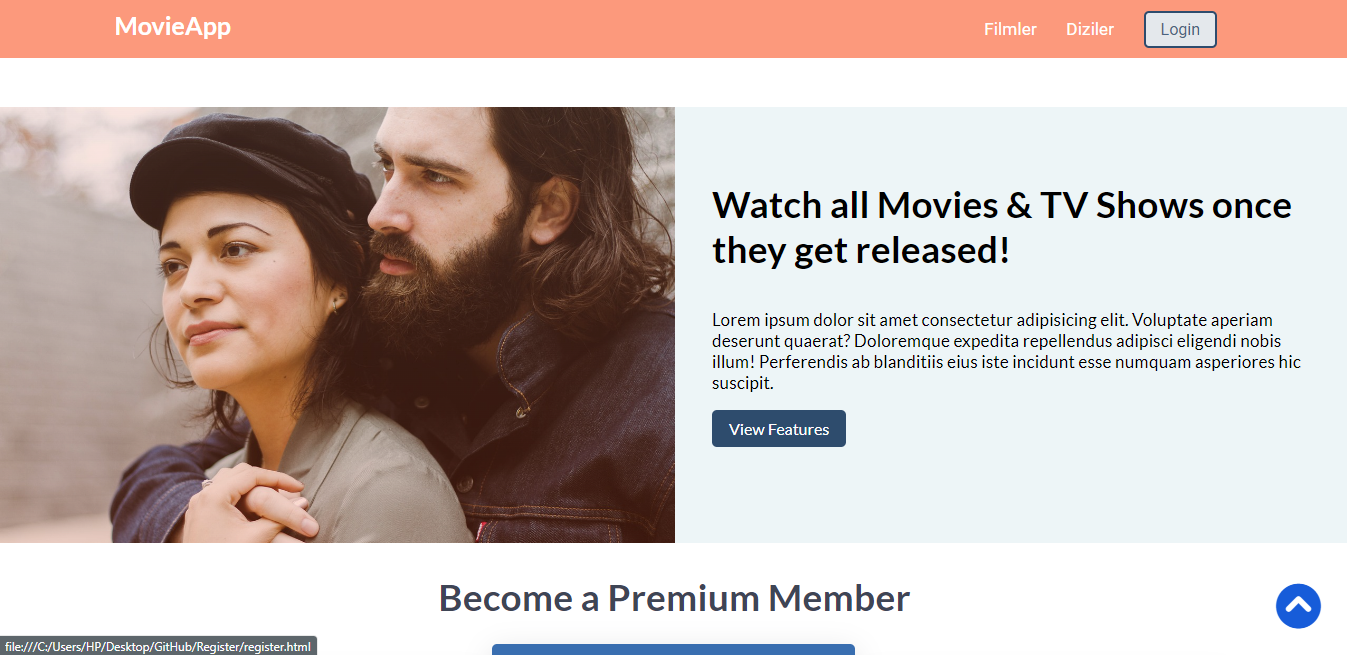 MovieApp
Filmler
Diziler
Login
Watch all Movies & TV Shows once
they get released!
Lorem ipsum dolor sit amet consectetur adipisicing elit. Voluptate aperiam
deserunt quaerat? Doloremque expedita repellendus adipisci eligendi nobis
illum! Perferendis ab blanditiis eius iste incidunt esse numquam asperiores hic
suscipit.
View Features
Become a Premium Member
file:///C:/Users/HP/Desktop/GitHub/Register/register.html